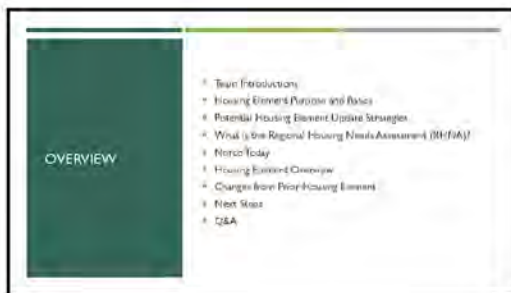 OVERVIEW
Team Introductions
Housing Element Purpose and Basics
Potential Housing Element Update Strategies
What is the Regional Housing Needs Assessment (RHNA)?
Norco Today
Housing Element Overview
Changes from Prior Housing Element
Next Steps
Q&A